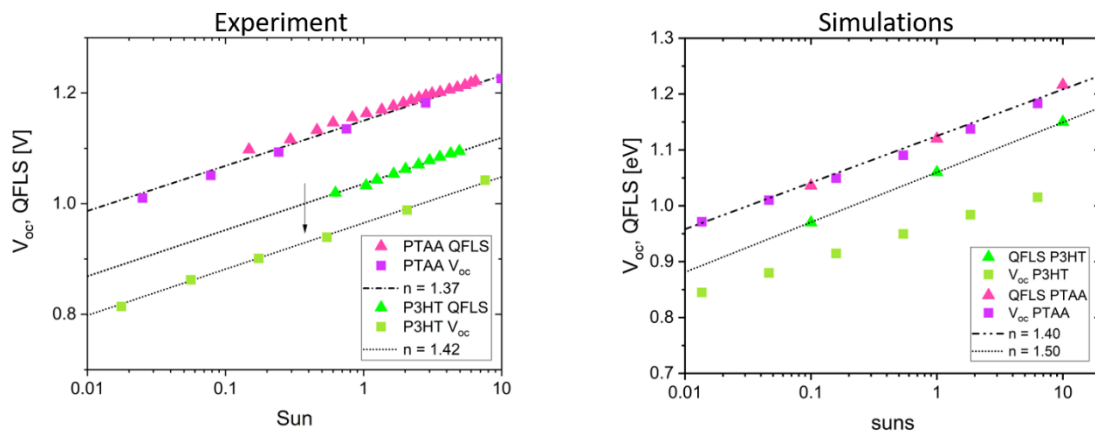 Experiment
Voc, QFLS [V]
1.2
1.0
0.8
0.01
0.1
1
10
Sun
PTAA QFLS
PTAA Voc
n = 1.37
P3HT QFLS
P3HT Voc
n = 1.42
Simulations
Voc, QFLS [eV]
1.3
1.2
1.1
1.0
0.9
0.8
0.7
0.01
0.1
1
10
suns
QFLS P3HT
Voc P3HT
QFLS PTAA
Voc PTAA
n = 1.40
n = 1.50